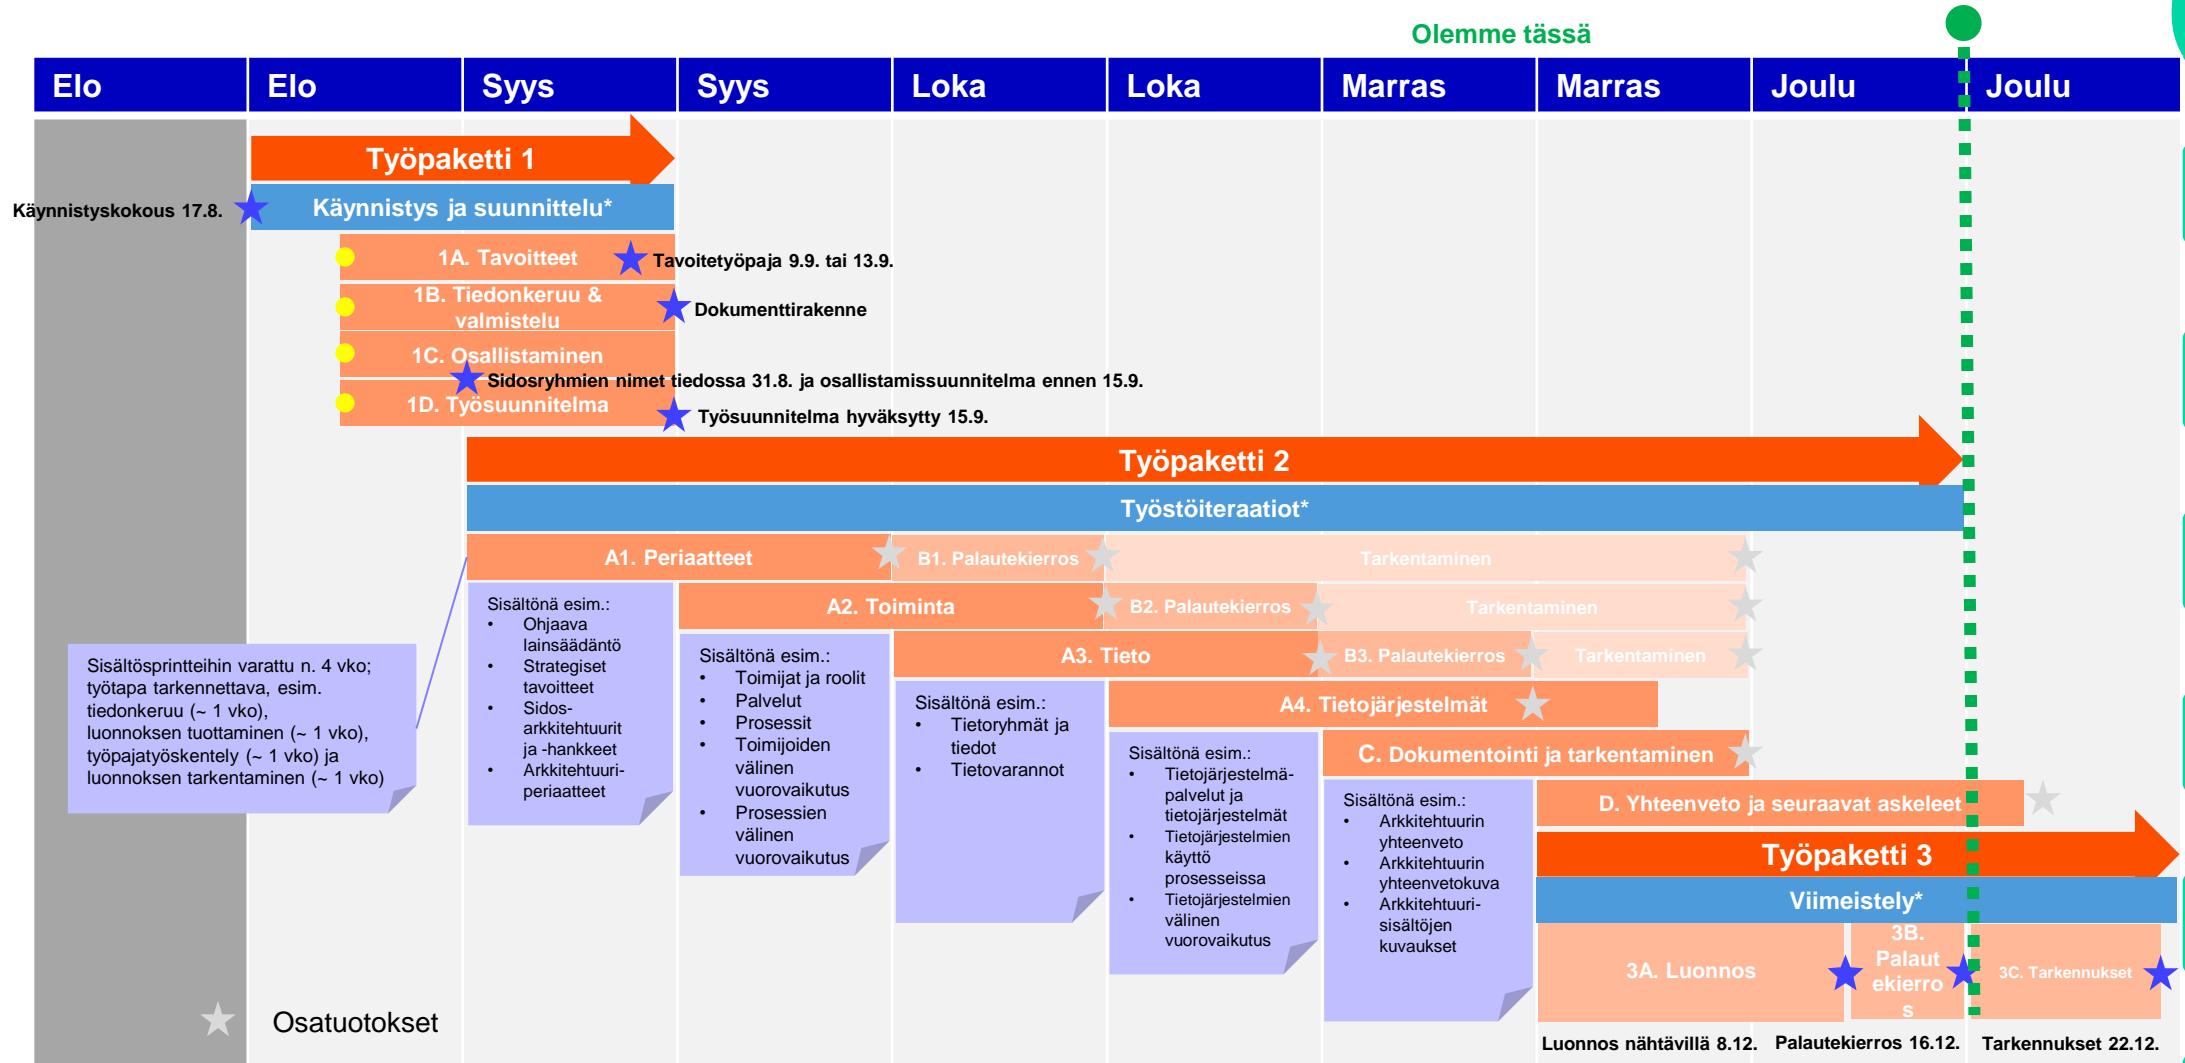 Olemme tässä
Elo
Elo
Syys
Syys
Loka
Loka
Marras
Marras
Joulu
Joulu
Työpaketti 1
Käynnistyskokous 17.8.
Käynnistys ja suunnittelu*
1A. Tavoitteet
Tavoitetyöpaja 9.9. tai 13.9.
1B. Tiedonkeruu &
valmistelu
Dokumenttirakenne
1C. Osallistaminen
Sidosryhmien nimet tiedossa 31.8. ja osallistamissuunnitelma ennen 15.9.
1D. Työsuunnitelma
Työsuunnitelma hyväksytty 15.9.
Työpaketti 2
Työstöiteraatiot*
A1. Periaatteet
B1. Palautekierros
Tarkentaminen
A2. Toiminta
B2. Palautekierros
Tarkentaminen
A3. Tieto
B3. Palautekierros
Tarkentaminen
A4. Tietojärjestelmät
C. Dokumentointi ja tarkentaminen
D. Yhteenveto ja seuraavat askeleet
Sisältösprintteihin varattu n. 4 vko;
työtapa tarkennettava, esim.
tiedonkeruu (~ 1 vko),
luonnoksen tuottaminen (~ 1 vko),
työpajatyöskentely (~ 1 vko) ja
luonnoksen tarkentaminen (~ 1 vko)
Sisältönä esim.:
• Ohjaava
lainsäädäntö
• Strategiset
tavoitteet
• Sidos-
arkkitehtuurit
ja -hankkeet
• Arkkitehtuuri-
periaatteet
Sisältönä esim.:
• Toimijat ja roolit
• Palvelut
• Prosessit
• Toimijoiden
välinen
vuorovaikutus
• Prosessien
välinen
vuorovaikutus
Sisältönä esim.:
• Tietoryhmät ja
tiedot
• Tietovarannot
Sisältönä esim.:
• Tietojärjestelmä-
palvelut ja
tietojärjestelmät
• Tietojärjestelmien
käyttö
prosesseissa
• Tietojärjestelmien
välinen
vuorovaikutus
Sisältönä esim.:
• Arkkitehtuurin
yhteenveto
• Arkkitehtuurin
yhteenvetokuva
• Arkkitehtuuri-
sisältöjen
kuvaukset
Työpaketti 3
Viimeistely*
3A. Luonnos
3B.
Palaut
ekierro
s
3C. Tarkennukset
Osatuotokset
Luonnos nähtävillä 8.12.
Palautekierros 16.12.
Tarkennukset 22.12.